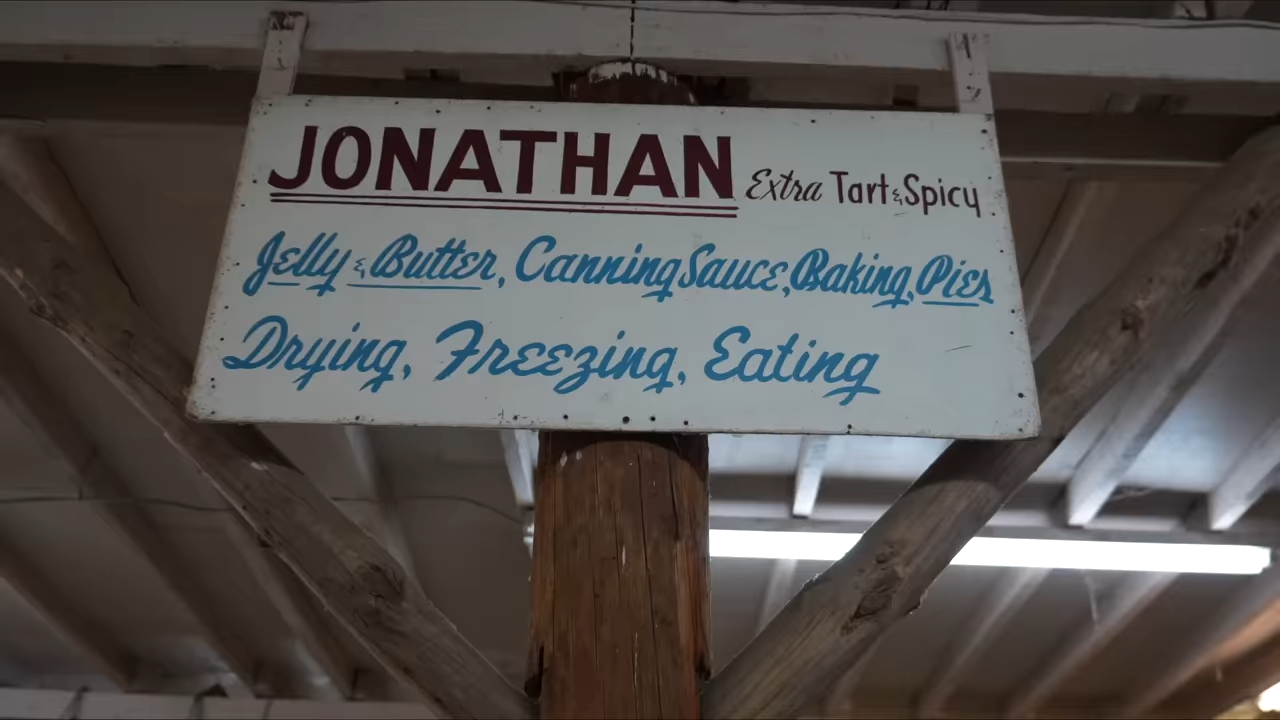 JONATHAN Extra Tart & Spicy
Jelly & Butter, Canning Sauce, Baking, Pies
Drying, Freezing, Eating